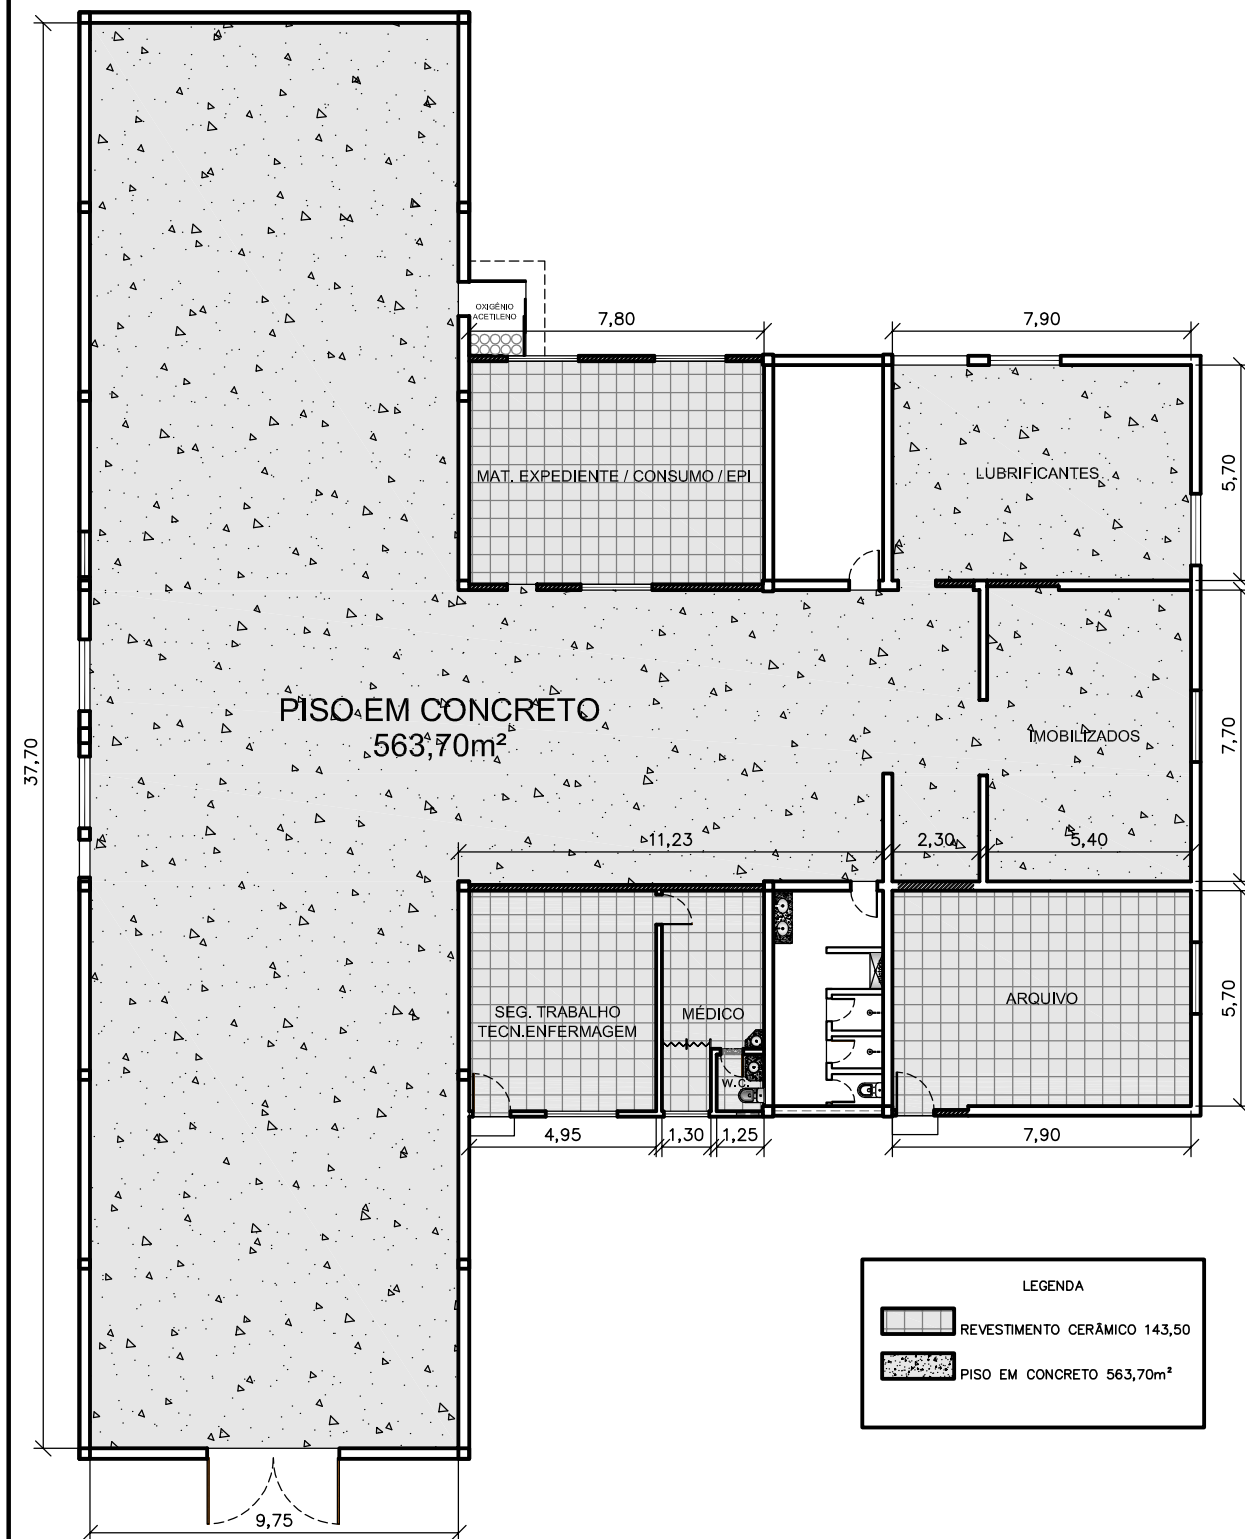 OXIGÊNIO
ACETILENO
7,80
7,90
MAT. EXPEDIENTE / CONSUMO / EPI
LUBRIFICANTES
5,70
PISO EM CONCRETO
563,70m²
IMOBILIZADOS
37,70
7,70
11,23
2,30
5,40
SEG. TRABALHO
TECN.ENFERMAGEM
MÉDICO
ARQUIVO
5,70
W.C.
4,95
1,30
1,25
7,90
LEGENDA
REVESTIMENTO CERÂMICO 143,50
PISO EM CONCRETO 563,70m²
9,75